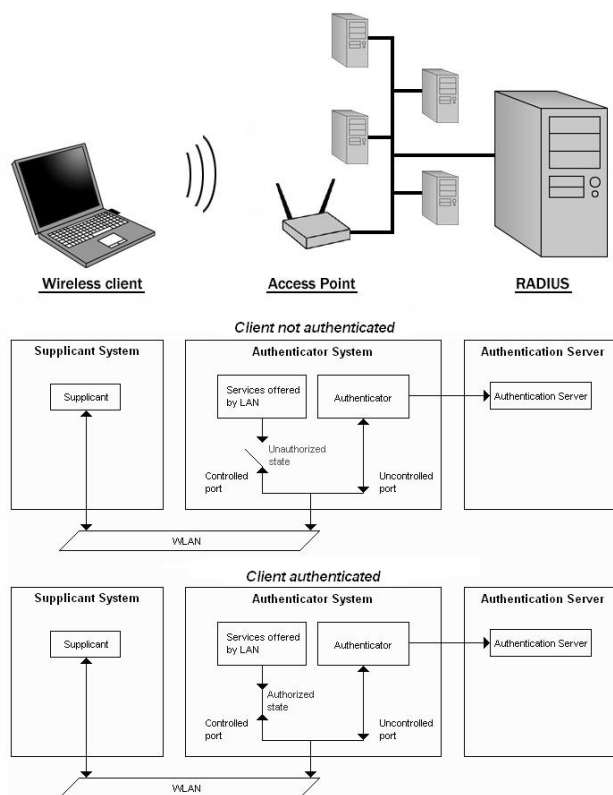 Wireless client
Access Point
RADIUS
Client not authenticated
Supplicant System
Authenticator System
Authentication Server
Supplicant
Services offered
by LAN
Authenticator
Authentication Server
Unauthorized
state
Controlled
port
Uncontrolled
port
WLAN
Client authenticated
Supplicant System
Authenticator System
Authentication Server
Supplicant
Services offered
by LAN
Authenticator
Authentication Server
Authorized
state
Controlled
port
Uncontrolled
port
WLAN